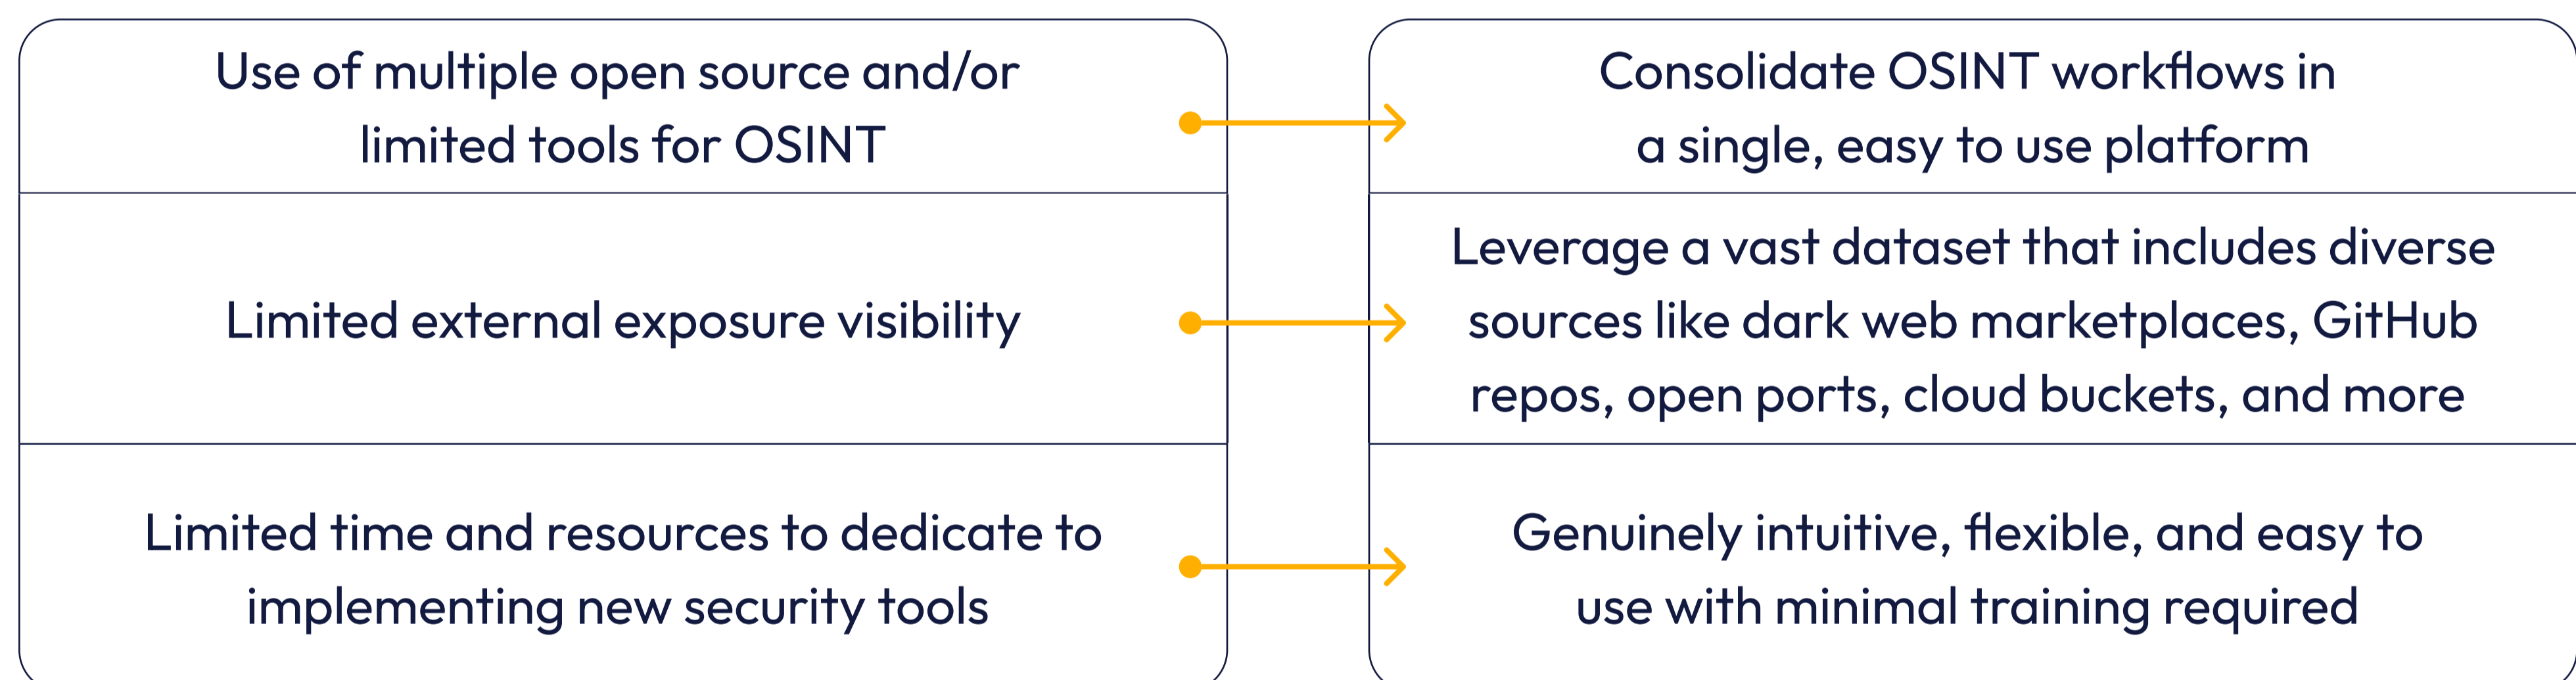 Use of multiple open source and/or
limited tools for OSINT
Consolidate OSINT workflows in
a single, easy to use platform
Limited external exposure visibility
Leverage a vast dataset that includes diverse
sources like dark web marketplaces, GitHub
repos, open ports, cloud buckets, and more
Limited time and resources to dedicate to
implementing new security tools
Genuinely intuitive, flexible, and easy to
use with minimal training required